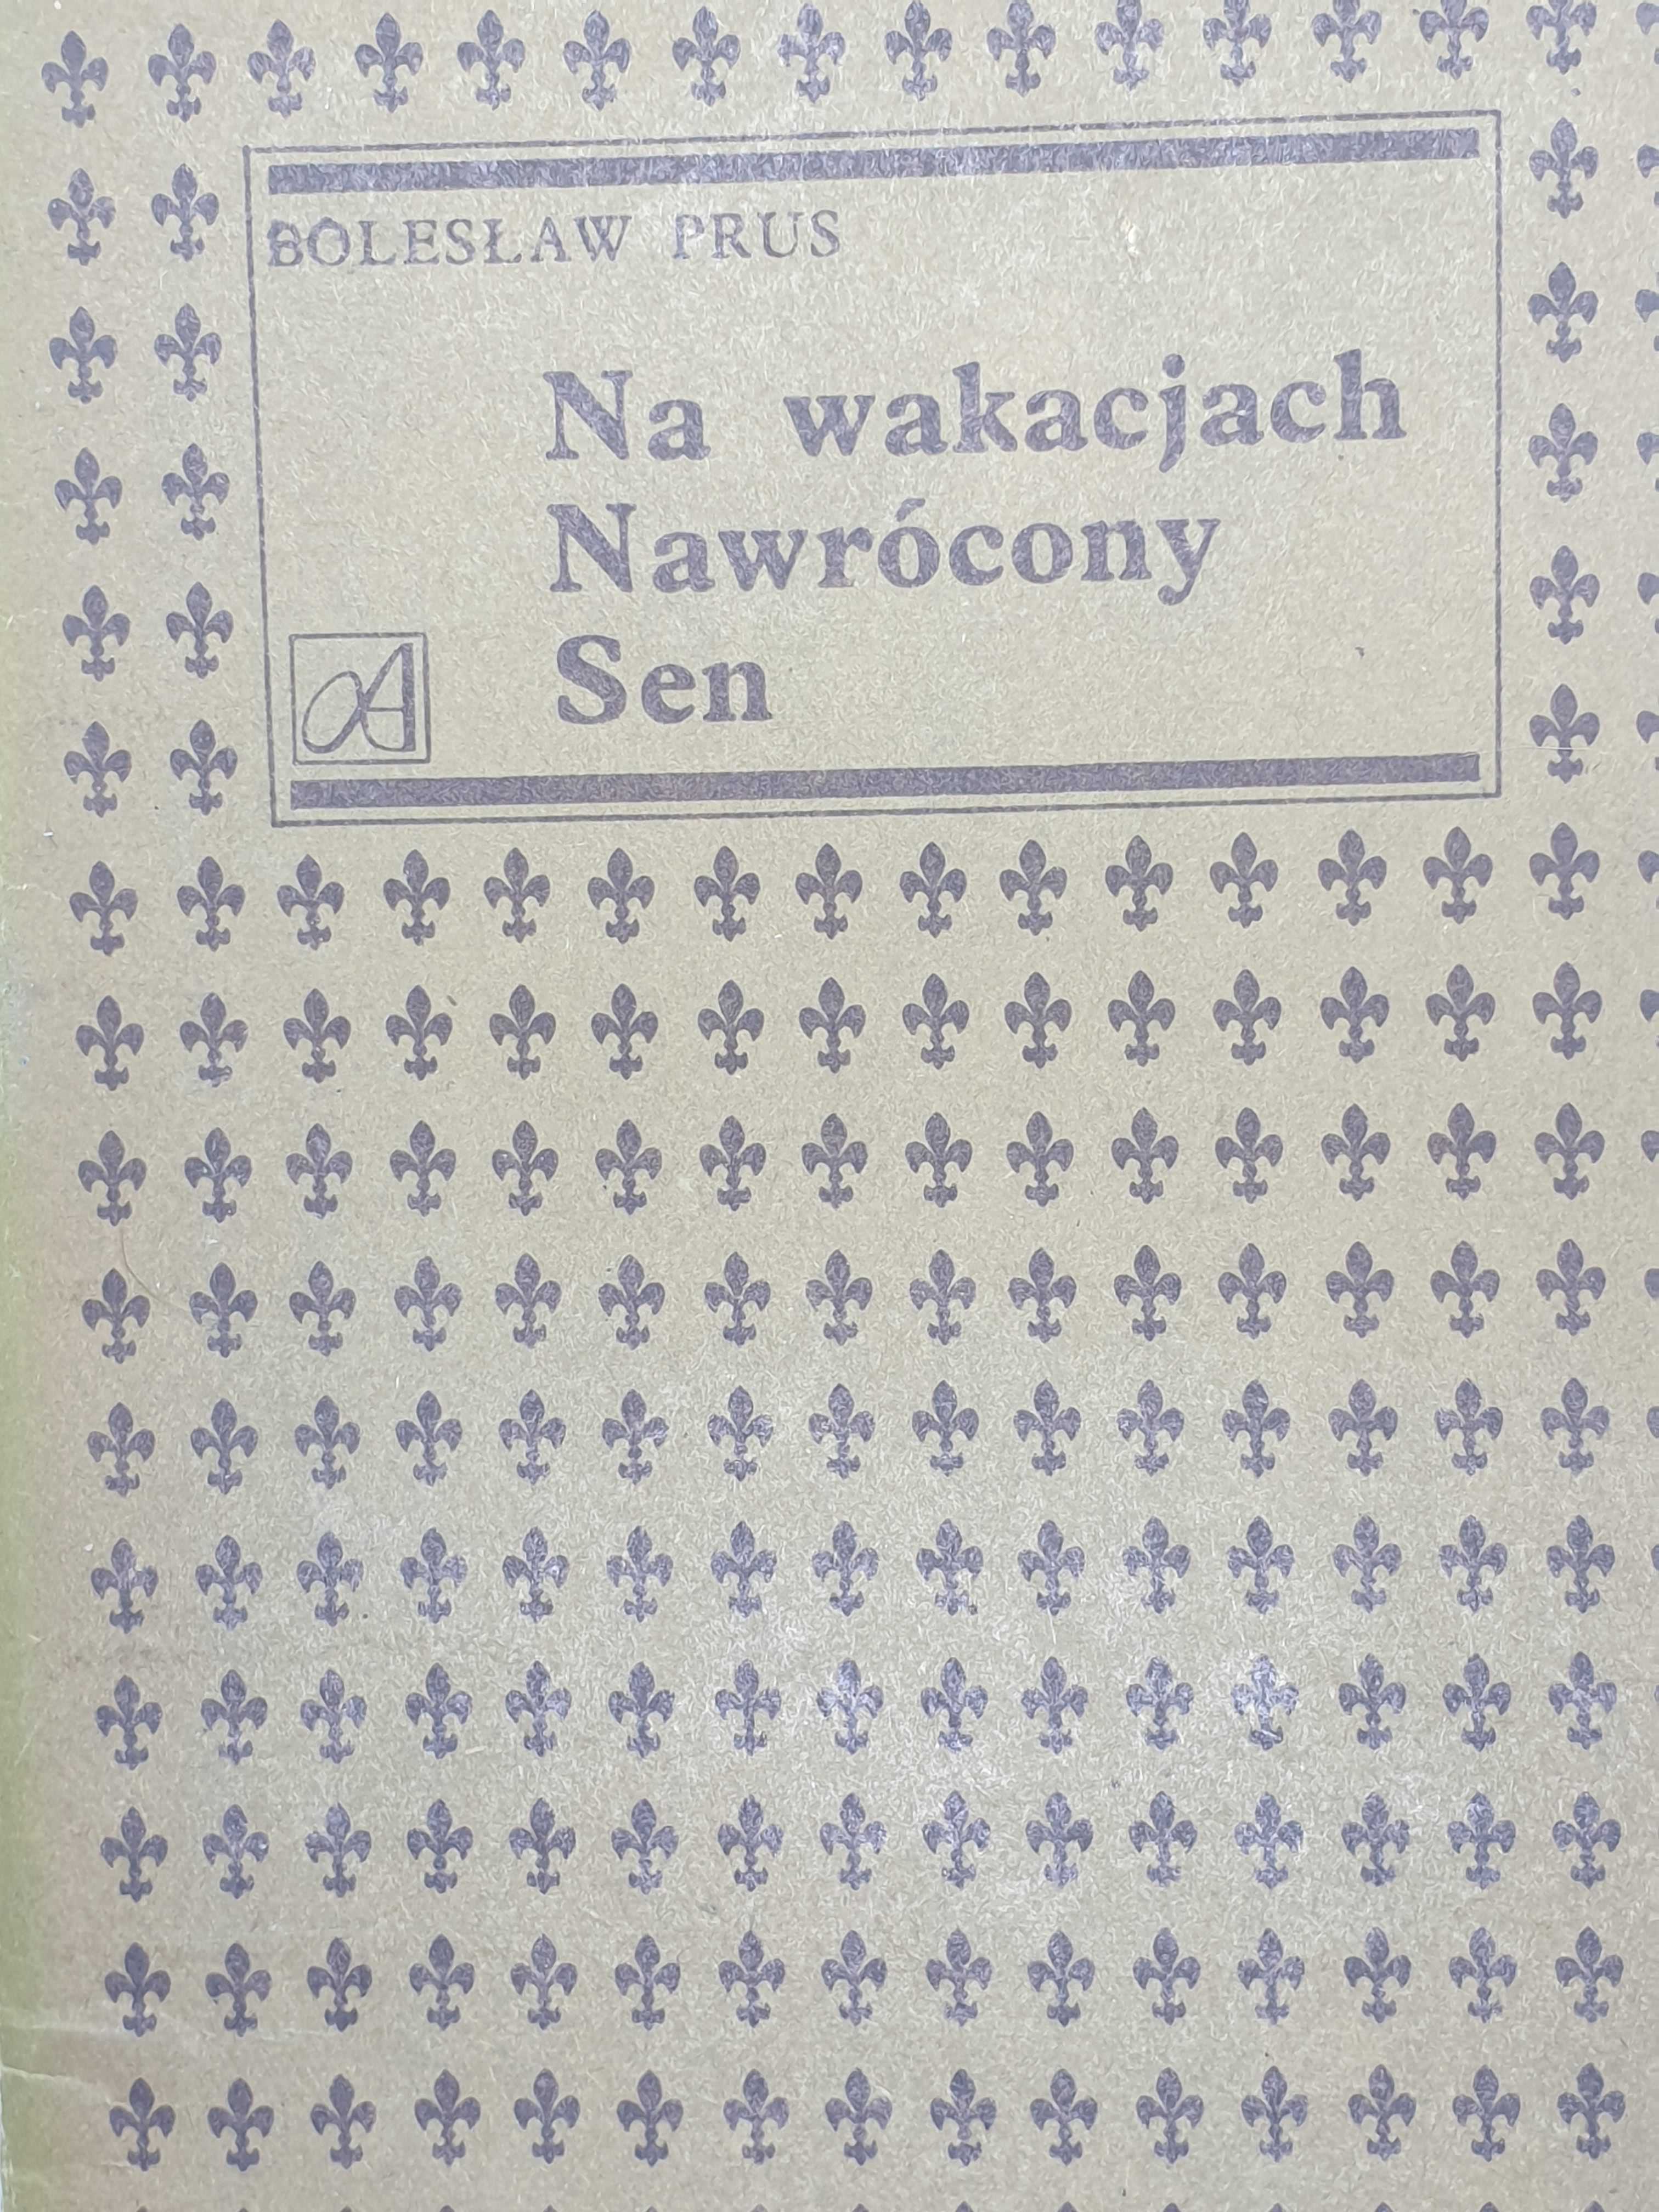 BOLESŁAW PRUS
Na wakacjach
Nawrócony
Sen
A